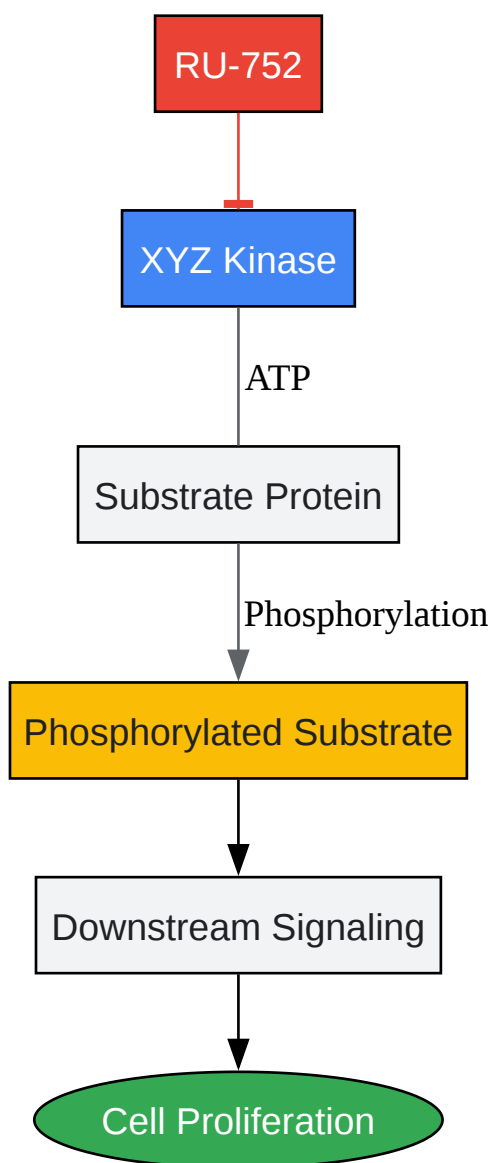 RU-752
XYZ Kinase
ATP
Substrate Protein
Phosphorylation
Phosphorylated Substrate
Downstream Signaling
Cell Proliferation